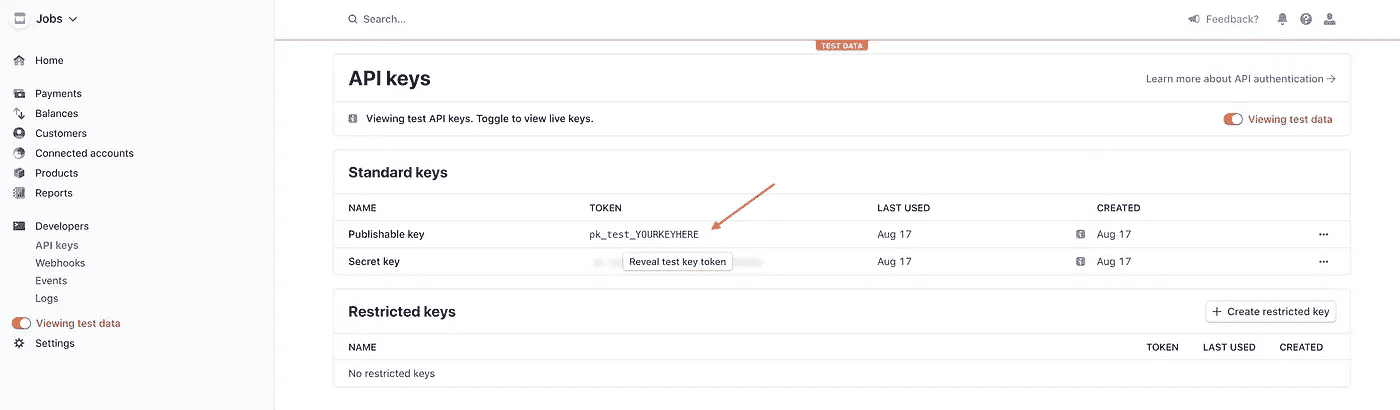 Jobs
Search...
Feedback?
TEST DATA
Home
Payments
Balances
Customers
Connected accounts
Products
Reports
Developers
API keys
Webhooks
Events
Logs
Viewing test data
Settings
API keys
Learn more about API authentication →
Viewing test API keys. Toggle to view live keys.
Viewing test data
Standard keys
NAME TOKEN LAST USED CREATED
Publishable key pk_test_YOURKEYHERE Aug 17 Aug 17
Secret key Reveal test key token Aug 17 Aug 17
Restricted keys
+ Create restricted key
NAME TOKEN LAST USED CREATED
No restricted keys